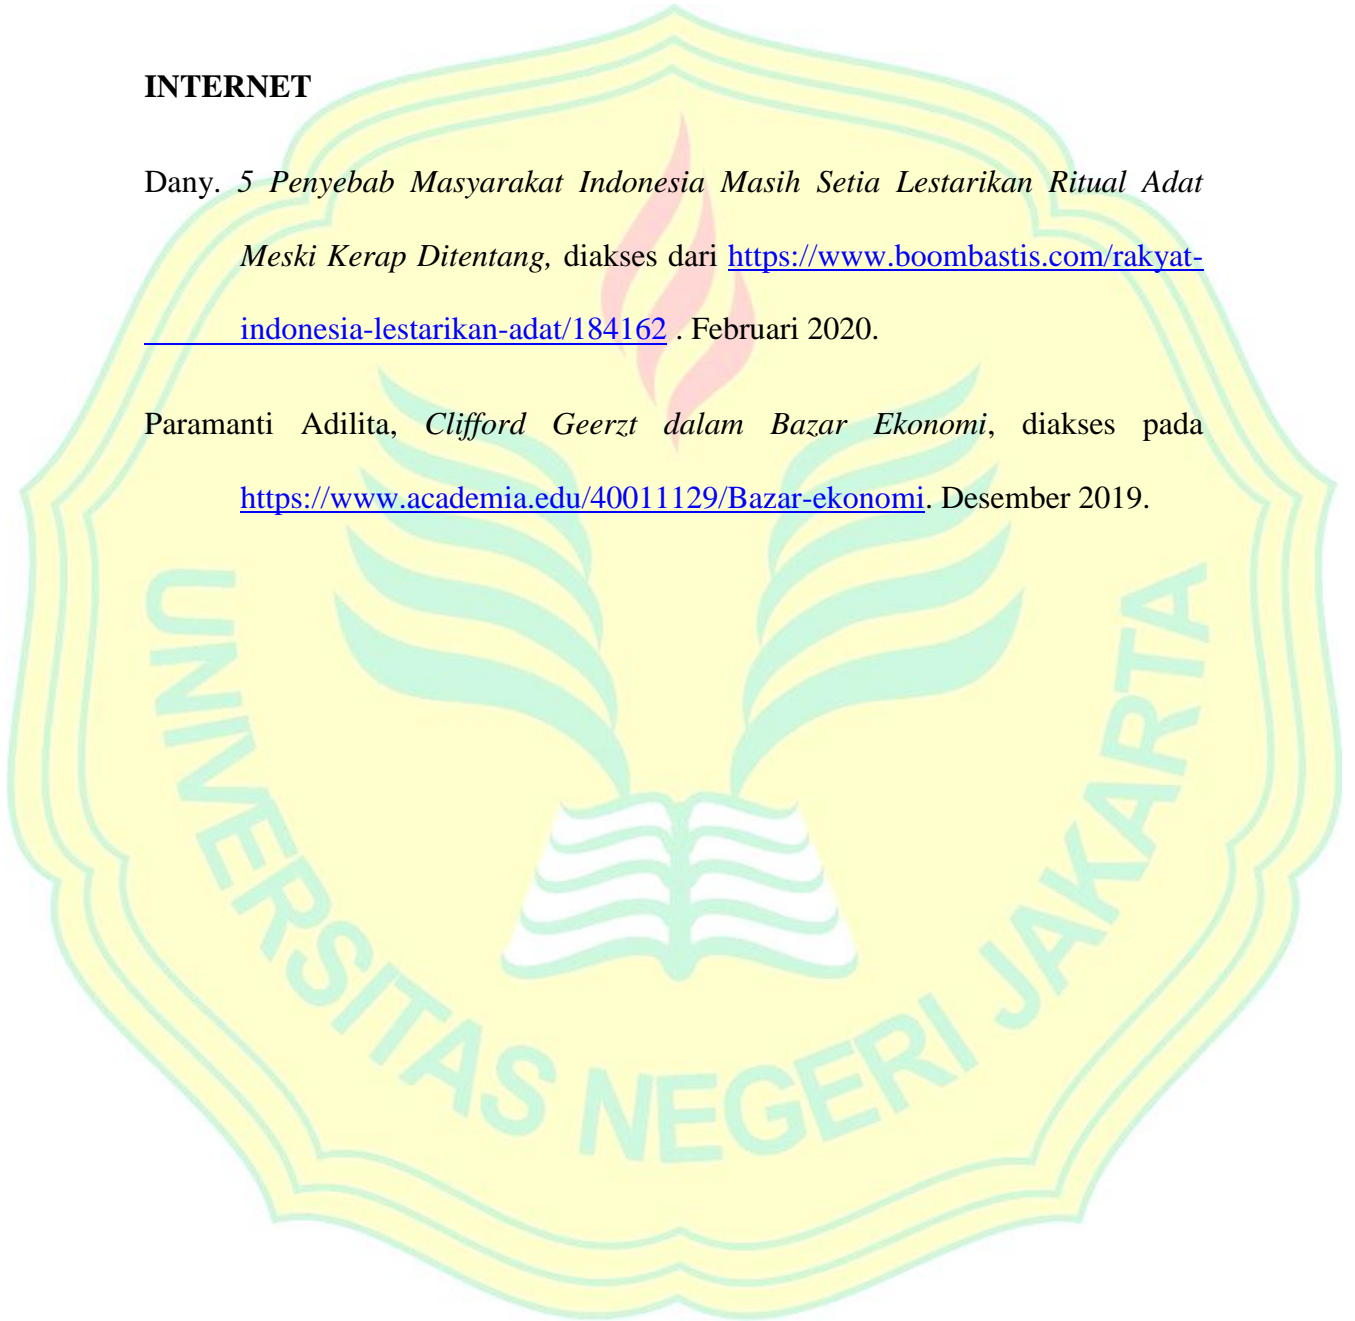 INTERNET
Dany. 5 Penyebab Masyarakat Indonesia Masih Setia Lestarikan Ritual Adat
Meski Kerap Ditentang, diakses dari https://www.boombastis.com/rakyat-
indonesia-lestarikan-adat/184162 . Februari 2020.
Paramanti Adilita, Clifford Geerzt dalam Bazar Ekonomi, diakses pada
https://www.academia.edu/40011129/Bazar-ekonomi. Desember 2019.
UNIVERSITAS NEGERI JAKARTA